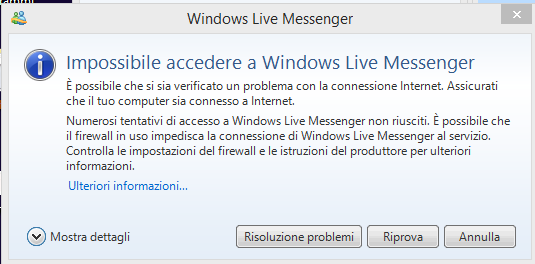 Windows Live Messenger
Impossibile accedere a Windows Live Messenger
È possibile che si sia verificato un problema con la connessione Internet. Assicurati
che il tuo computer sia connesso a Internet.
Numerosi tentativi di accesso a Windows Live Messenger non riusciti. È possibile che
il firewall in uso impedisca la connessione di Windows Live Messenger al servizio.
Controlla le impostazioni del firewall e le istruzioni del produttore per ulteriori
informazioni.
Ulteriori informazioni...
Mostra dettagli
Risoluzione problemi
Riprova
Annulla